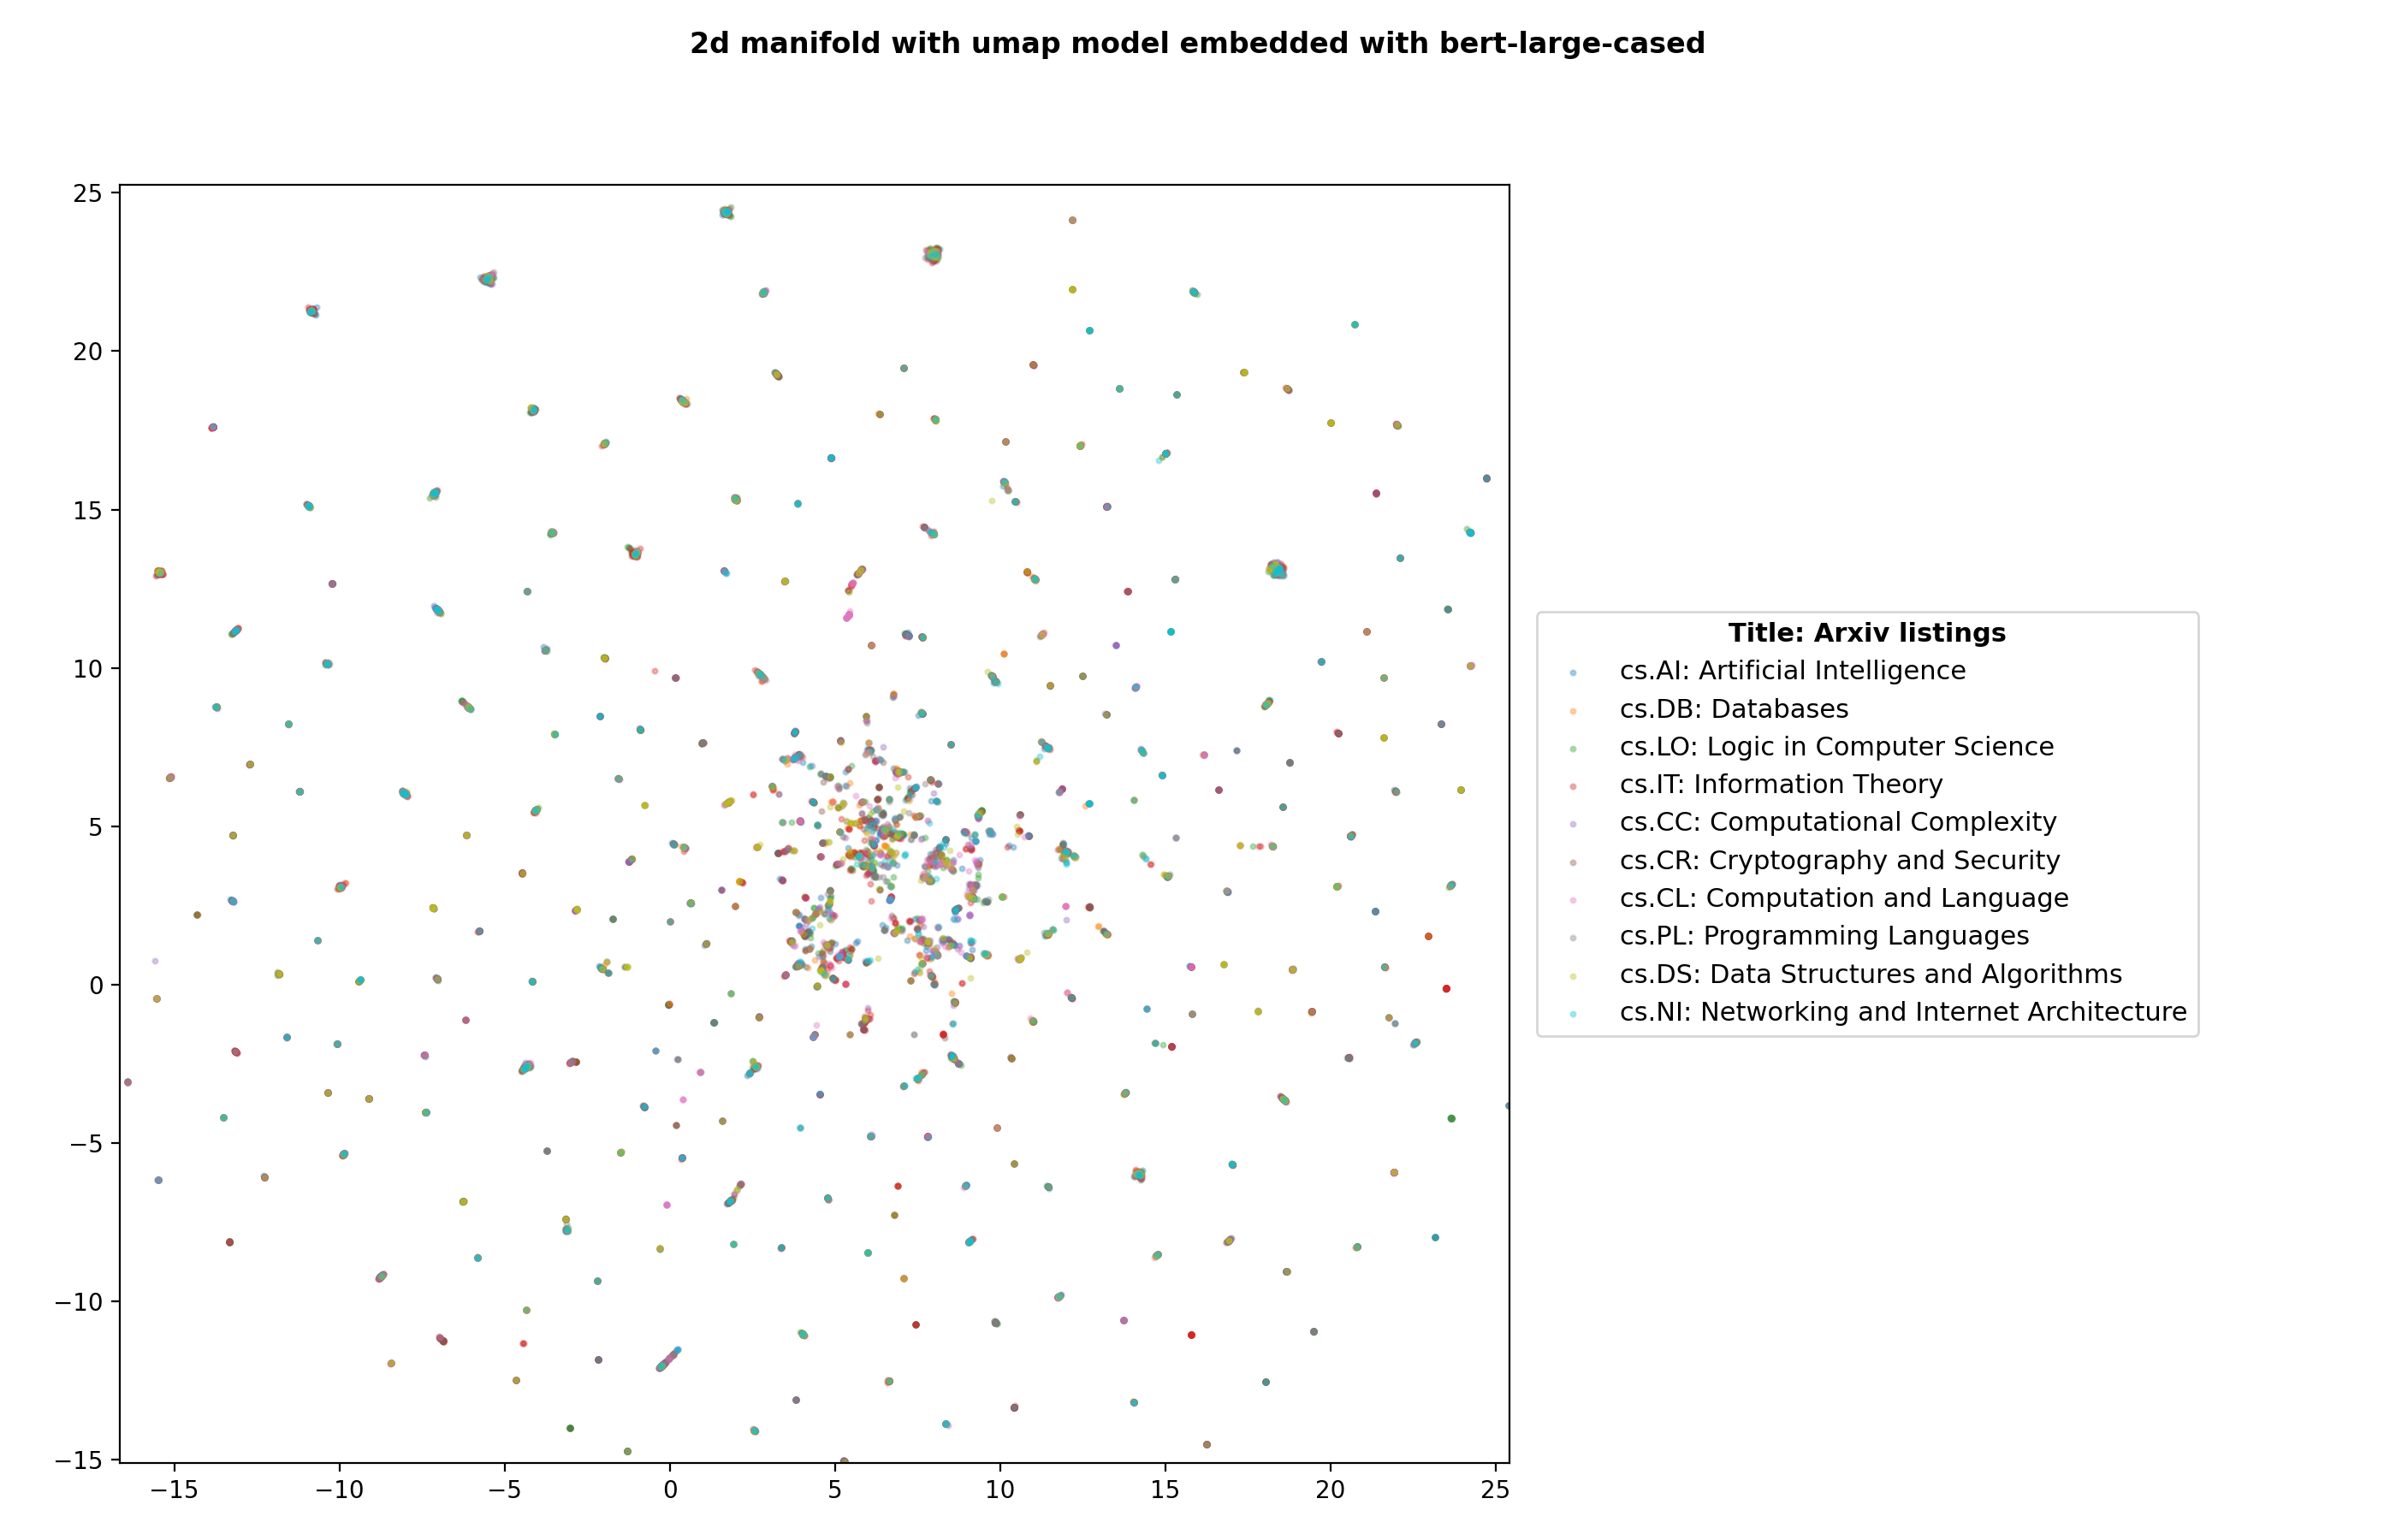 2d manifold with umap model embedded with bert-large-cased
25
20
15
10
5
0
−5
−10
−15
−15 −10 −5 0 5 10 15 20 25
Title: Arxiv listings
cs.AI: Artificial Intelligence
cs.DB: Databases
cs.LO: Logic in Computer Science
cs.IT: Information Theory
cs.CC: Computational Complexity
cs.CR: Cryptography and Security
cs.CL: Computation and Language
cs.PL: Programming Languages
cs.DS: Data Structures and Algorithms
cs.NI: Networking and Internet Architecture